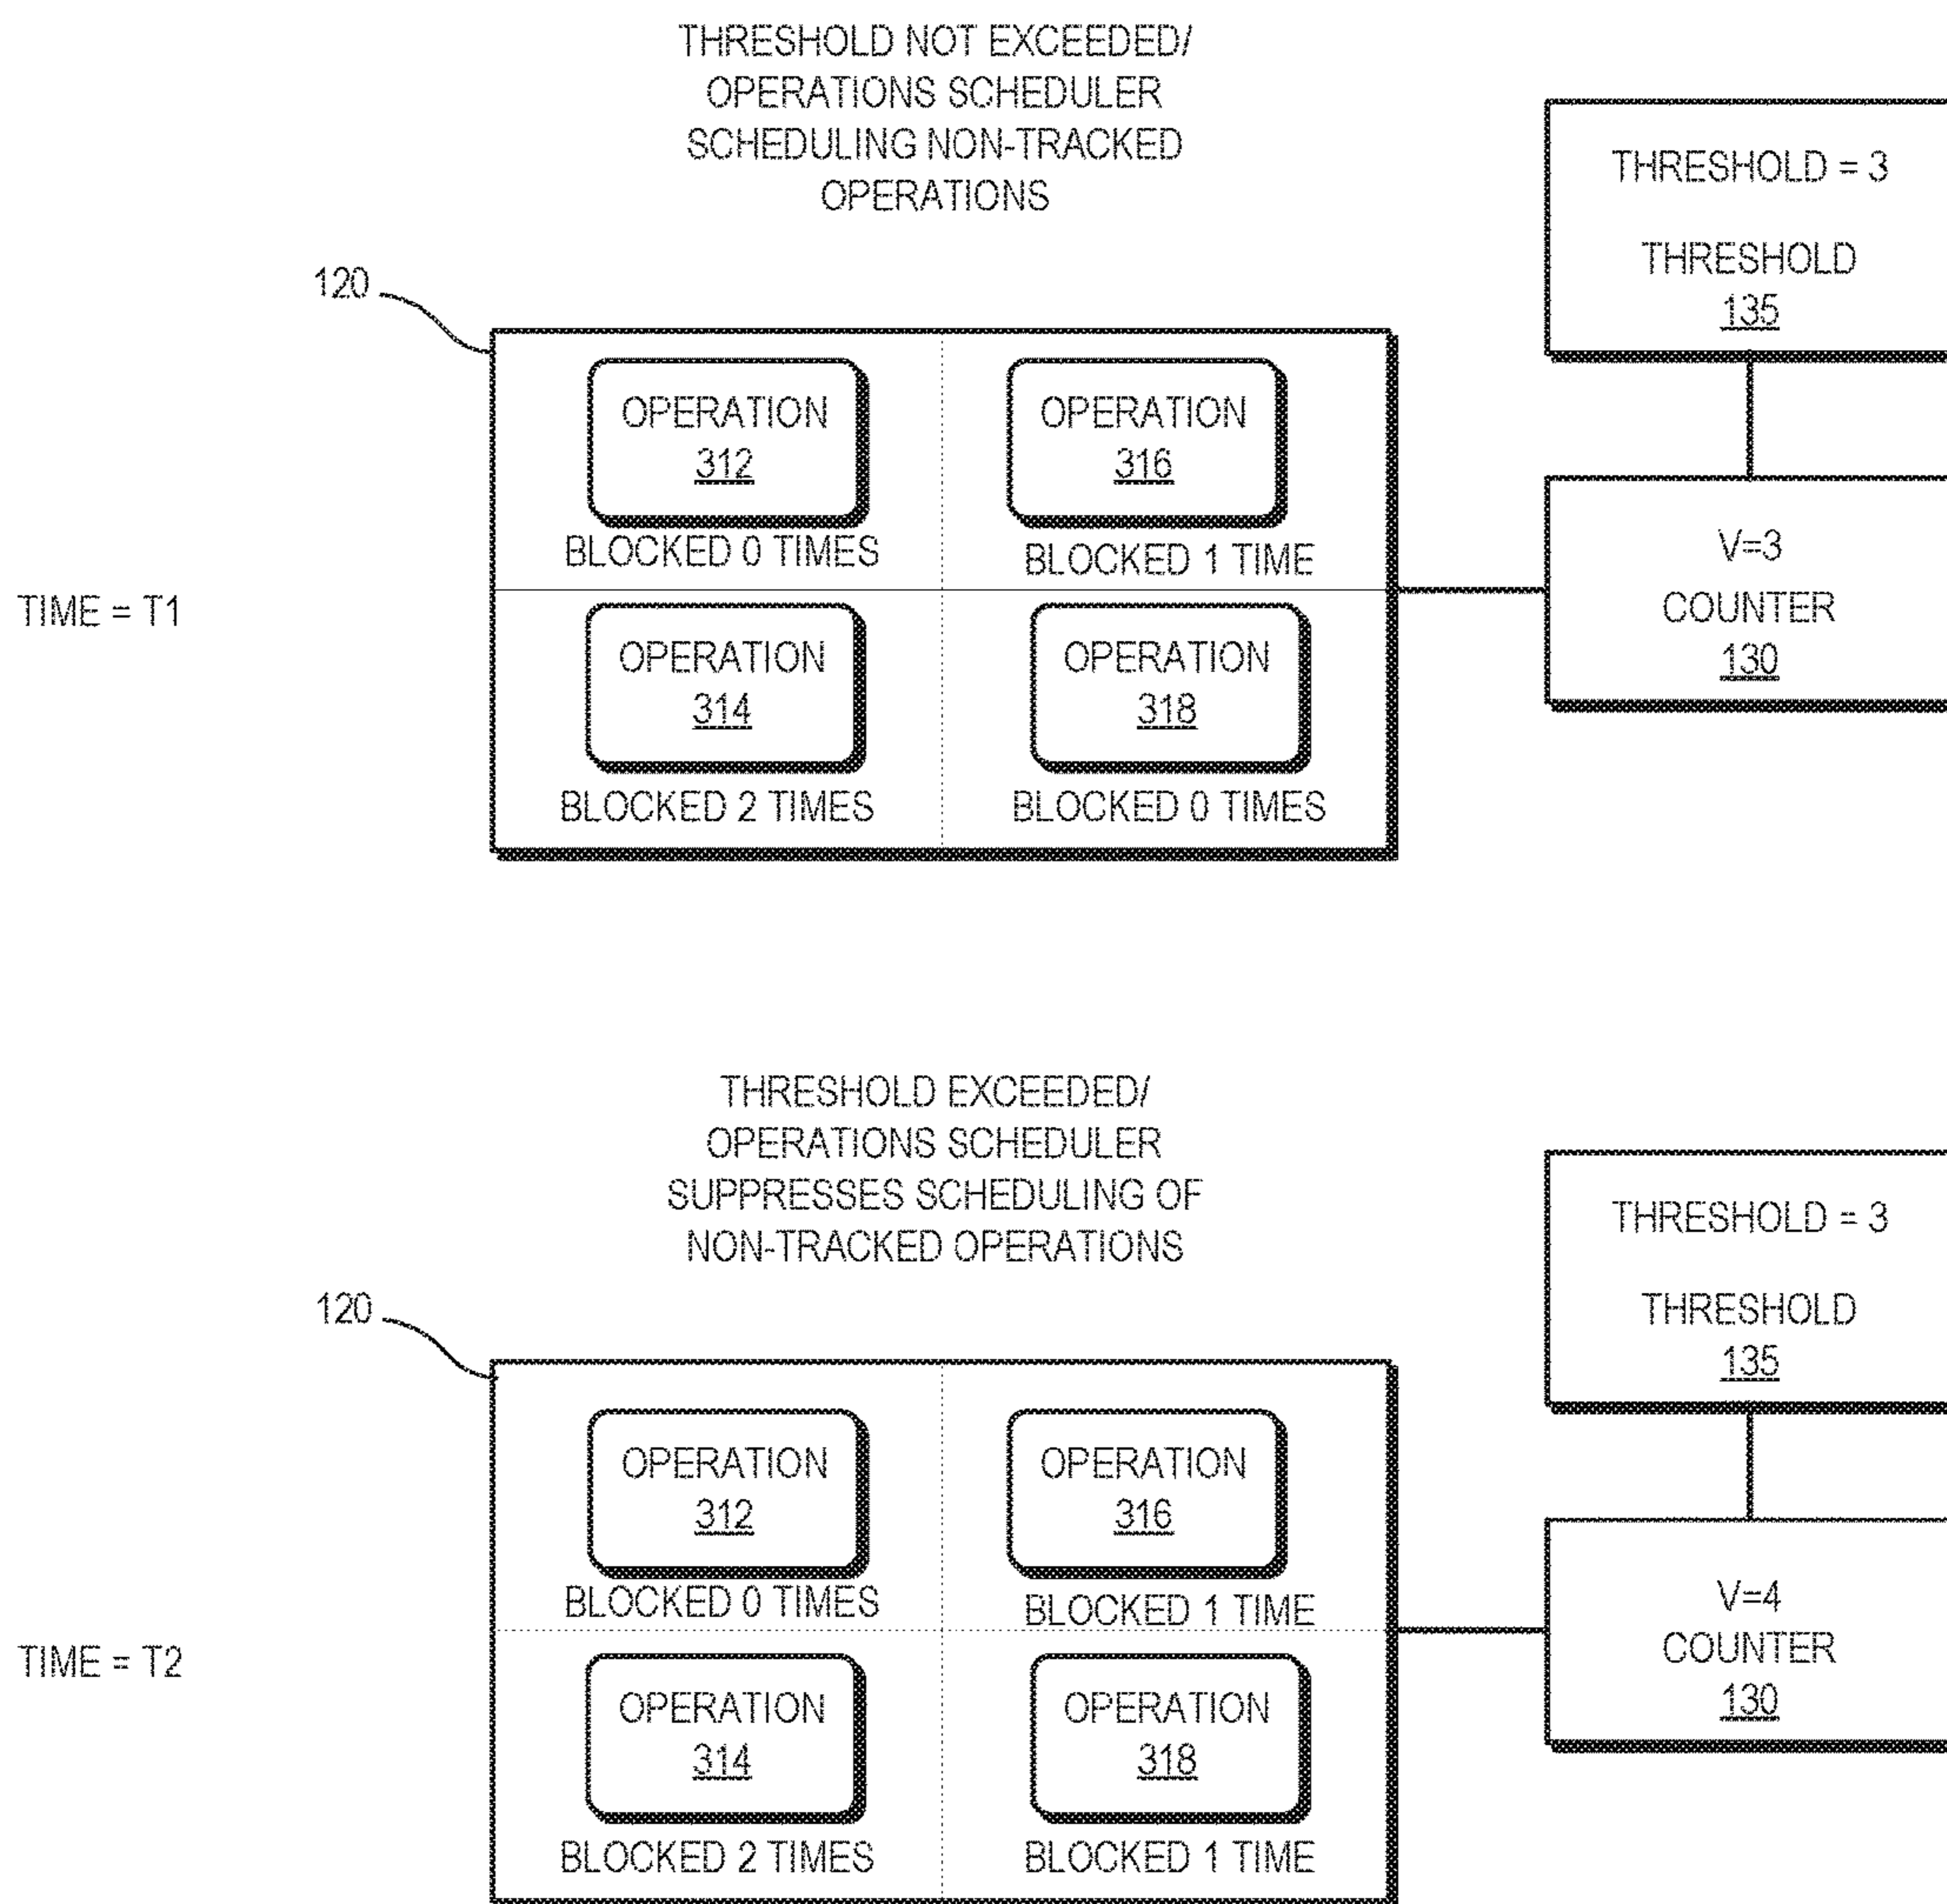 THRESHOLD NOT EXCEEDED/
OPERATIONS SCHEDULER
SCHEDULING NON-TRACKED
OPERATIONS
THRESHOLD = 3
THRESHOLD
135
120
OPERATION
312
BLOCKED 0 TIMES
OPERATION
316
BLOCKED 1 TIME
V=3
COUNTER
130
TIME = T1
OPERATION
314
BLOCKED 2 TIMES
OPERATION
318
BLOCKED 0 TIMES
THRESHOLD EXCEEDED/
OPERATIONS SCHEDULER
SUPPRESSES SCHEDULING OF
NON-TRACKED OPERATIONS
THRESHOLD = 3
THRESHOLD
135
120
OPERATION
312
BLOCKED 0 TIMES
OPERATION
316
BLOCKED 1 TIME
V=4
COUNTER
130
TIME = T2
OPERATION
314
BLOCKED 2 TIMES
OPERATION
318
BLOCKED 1 TIME